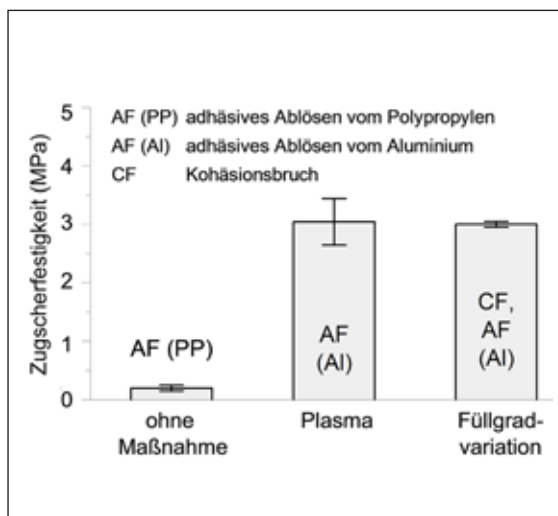 5
AF (PP) adhäsives Ablösen vom Polypropylen
AF (Al) adhäsives Ablösen vom Aluminium
4
CF Kohäsionsbruch
3
2
1
0
Zugscherfestigkeit (MPa)
AF (PP)
AF
(Al)
CF,
AF
(Al)
ohne
Maßnahme
Plasma
Füllgrad-
variation